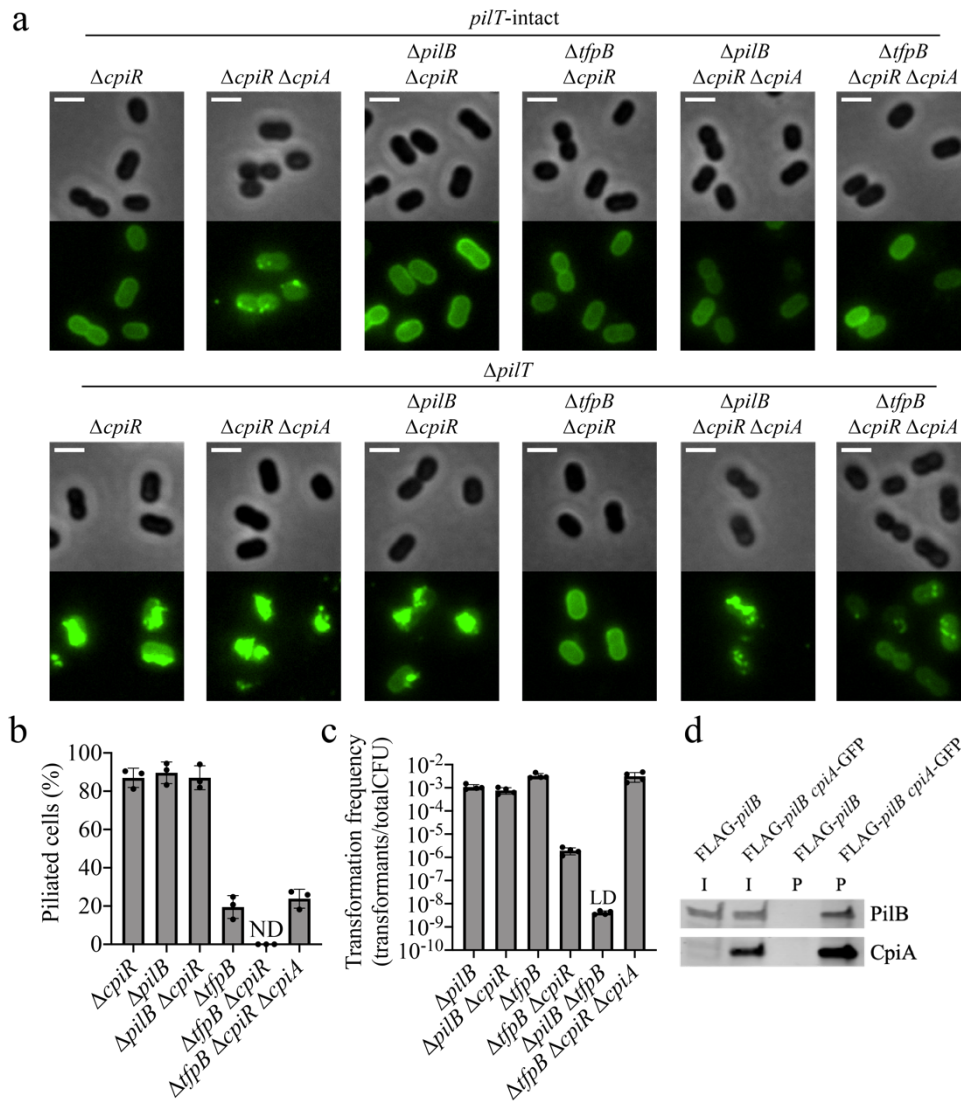 a
pilT-intact
ΔcpiR
ΔcpiR ΔcpiA
ΔpilB
ΔcpiR
ΔtfpB
ΔcpiR
ΔpilB
ΔcpiR ΔcpiA
ΔtfpB
ΔcpiR ΔcpiA
ΔpilT
ΔcpiR
ΔcpiR ΔcpiA
ΔpilB
ΔcpiR
ΔtfpB
ΔcpiR
ΔpilB
ΔcpiR ΔcpiA
ΔtfpB
ΔcpiR ΔcpiA
b
Piliated cells (%)
100
80
60
40
20
0
ND
ΔcpiR
ΔpilB
ΔpilB ΔcpiR
ΔtfpB
ΔtfpB ΔcpiR
ΔtfpB ΔcpiR ΔcpiA
c
Transformation frequency
(transformants/totalCFU)
10⁻²
10⁻³
10⁻⁴
10⁻⁵
10⁻⁶
10⁻⁷
10⁻⁸
10⁻⁹
10⁻¹⁰
LD
ΔpilB
ΔpilB ΔcpiR
ΔtfpB
ΔtfpB ΔcpiR
ΔpilB ΔtfpB
ΔtfpB ΔcpiR ΔcpiA
d
FLAG-pilB
FLAG-pilB cpiA-GFP
FLAG-pilB
FLAG-pilB cpiA-GFP
I I P P
PilB
CpiA